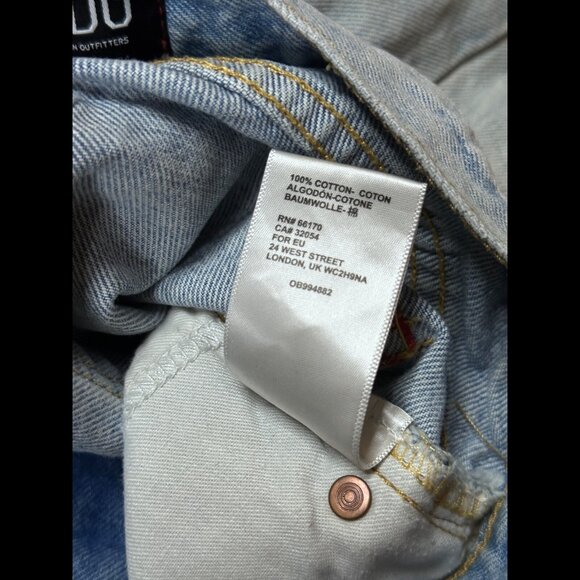 N OUTFITTERS
100% COTTON- COTON
ALGODÓN-COTONE
BAUMWOLLE-棉
RN# 66170
CA# 32054
FOR EU
24 WEST STREET
LONDON, UK WC2H9NA
OB994882